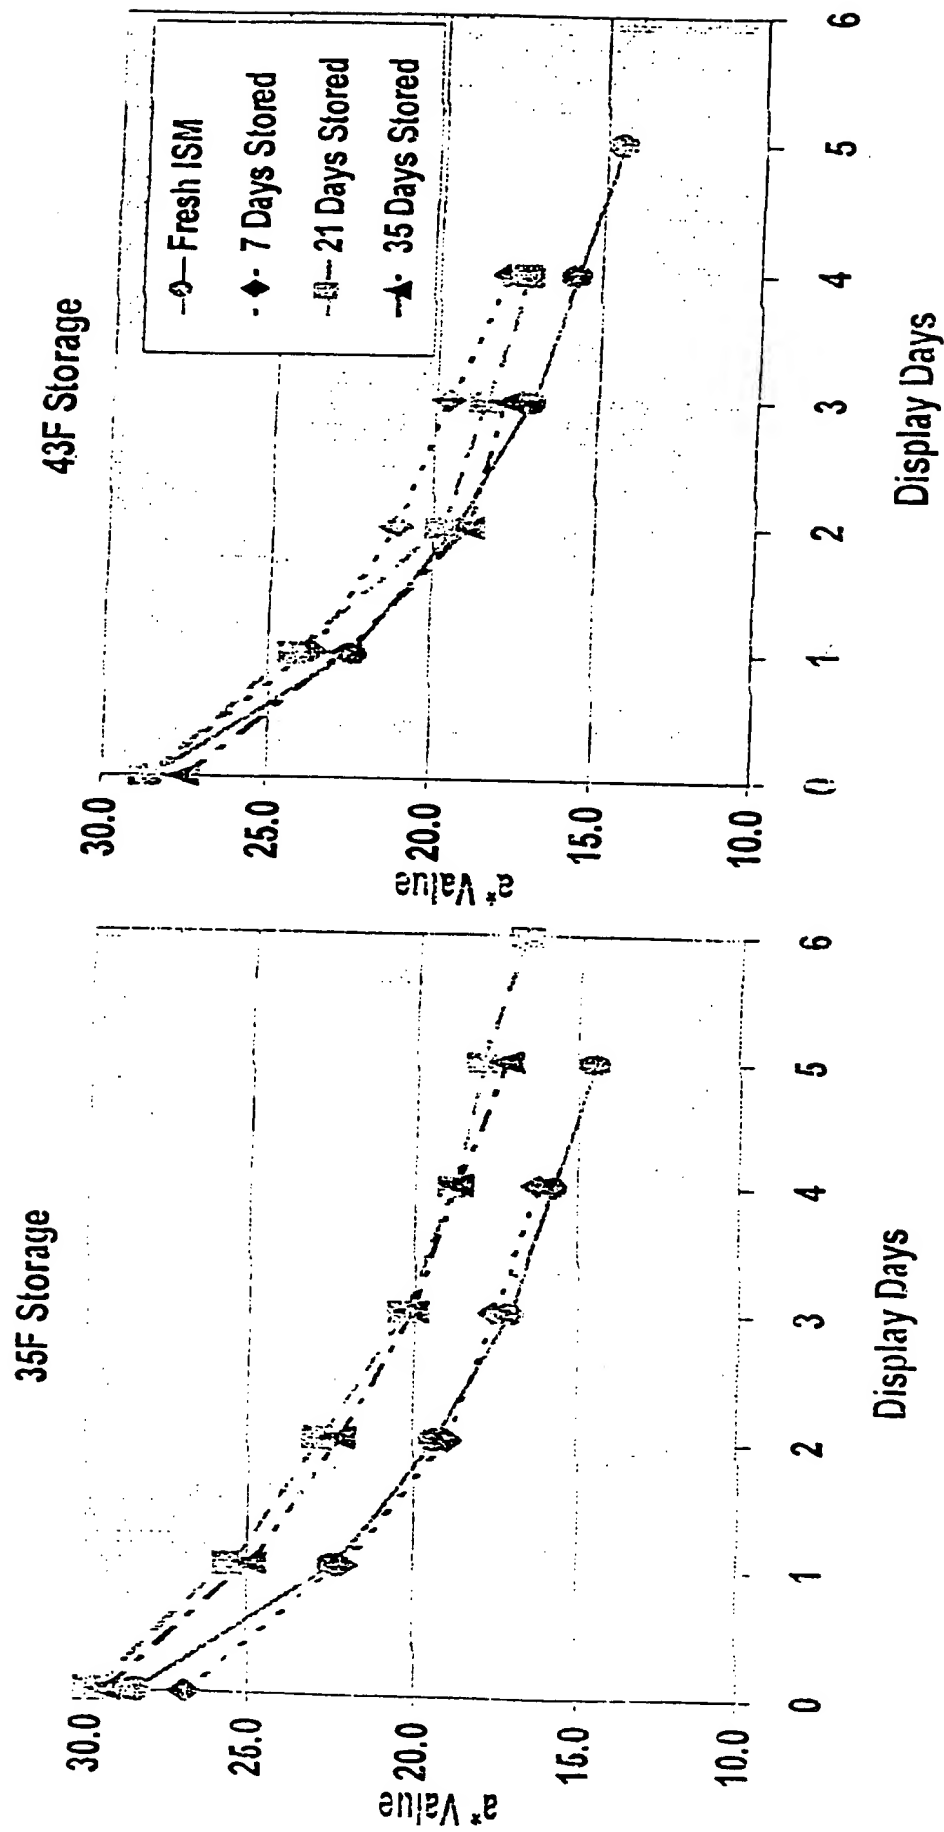 35F Storage
a* Value
30.0
25.0
20.0
15.0
10.0
0 1 2 3 4 5 6
Display Days
43F Storage
a* Value
30.0
25.0
20.0
15.0
10.0
0 1 2 3 4 5 6
Display Days
Fresh ISM
7 Days Stored
21 Days Stored
35 Days Stored